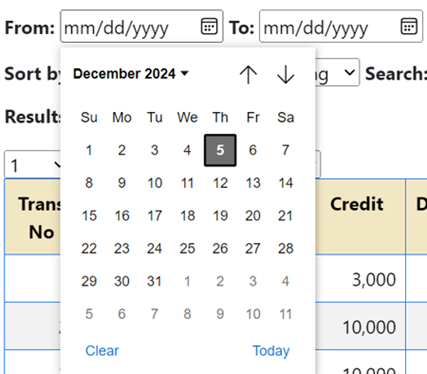 From: mm/dd/yyyy To: mm/dd/yyyy
Sort by Search:
December 2024
Results
Su Mo Tu We Th Fr Sa
1 2 3 4 5 6 7
1
8 9 10 11 12 13 14
Trans No Credit D
15 16 17 18 19 20 21
22 23 24 25 26 27 28
29 30 31 1 2 3 4
3,000
5 6 7 8 9 10 11
10,000
Clear Today
10,000